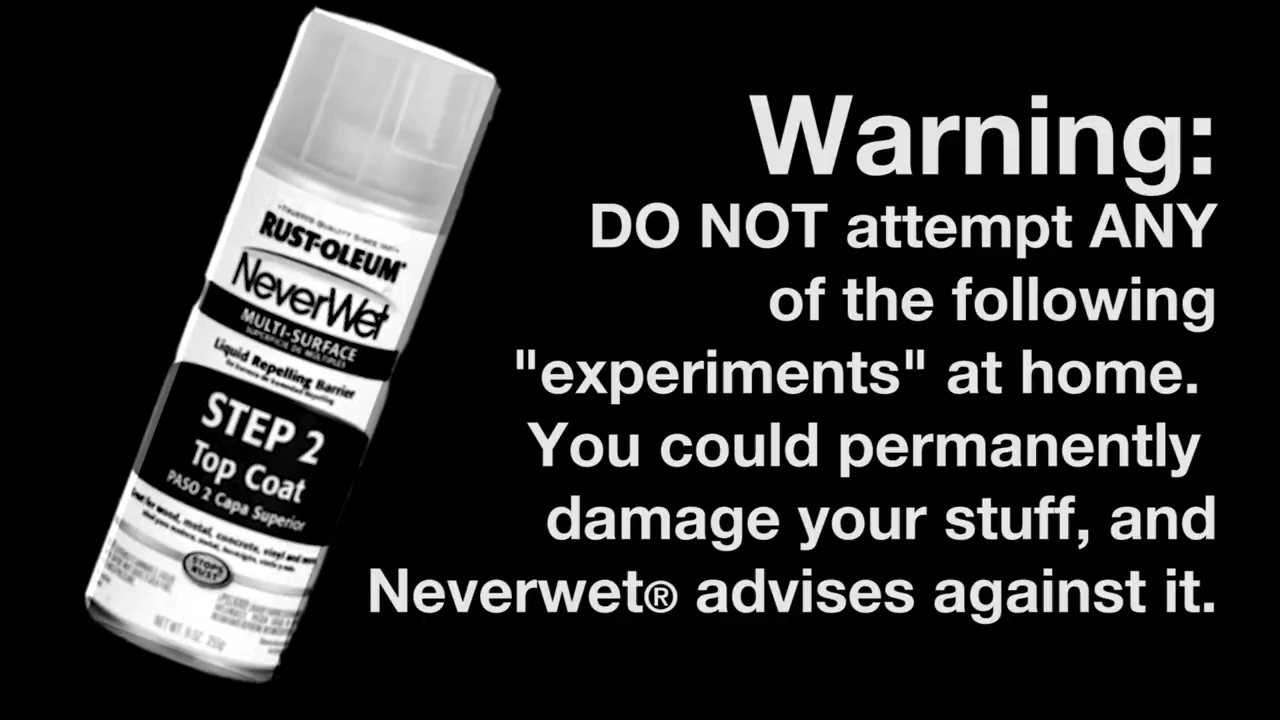 Warning:
DO NOT attempt ANY
of the following
"experiments" at home.
You could permanently
damage your stuff, and
Neverwet® advises against it.
RUST-OLEUM®
NeverWet
MULTI-SURFACE
Liquid Repelling Barrier
STEP 2
Top Coat
PASO 2 Capa Superior
STOPS
RUST